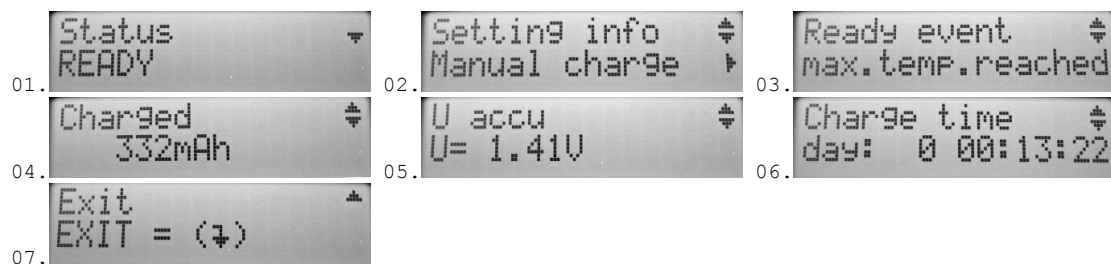 01. Status
READY
02. Setting info
Manual charge
03. Ready event
max.temp.reached
04. Charged
332mAh
05. U accu
U= 1.41V
06. Charge time
day: 0 00:13:22
07. Exit
EXIT = (↴)